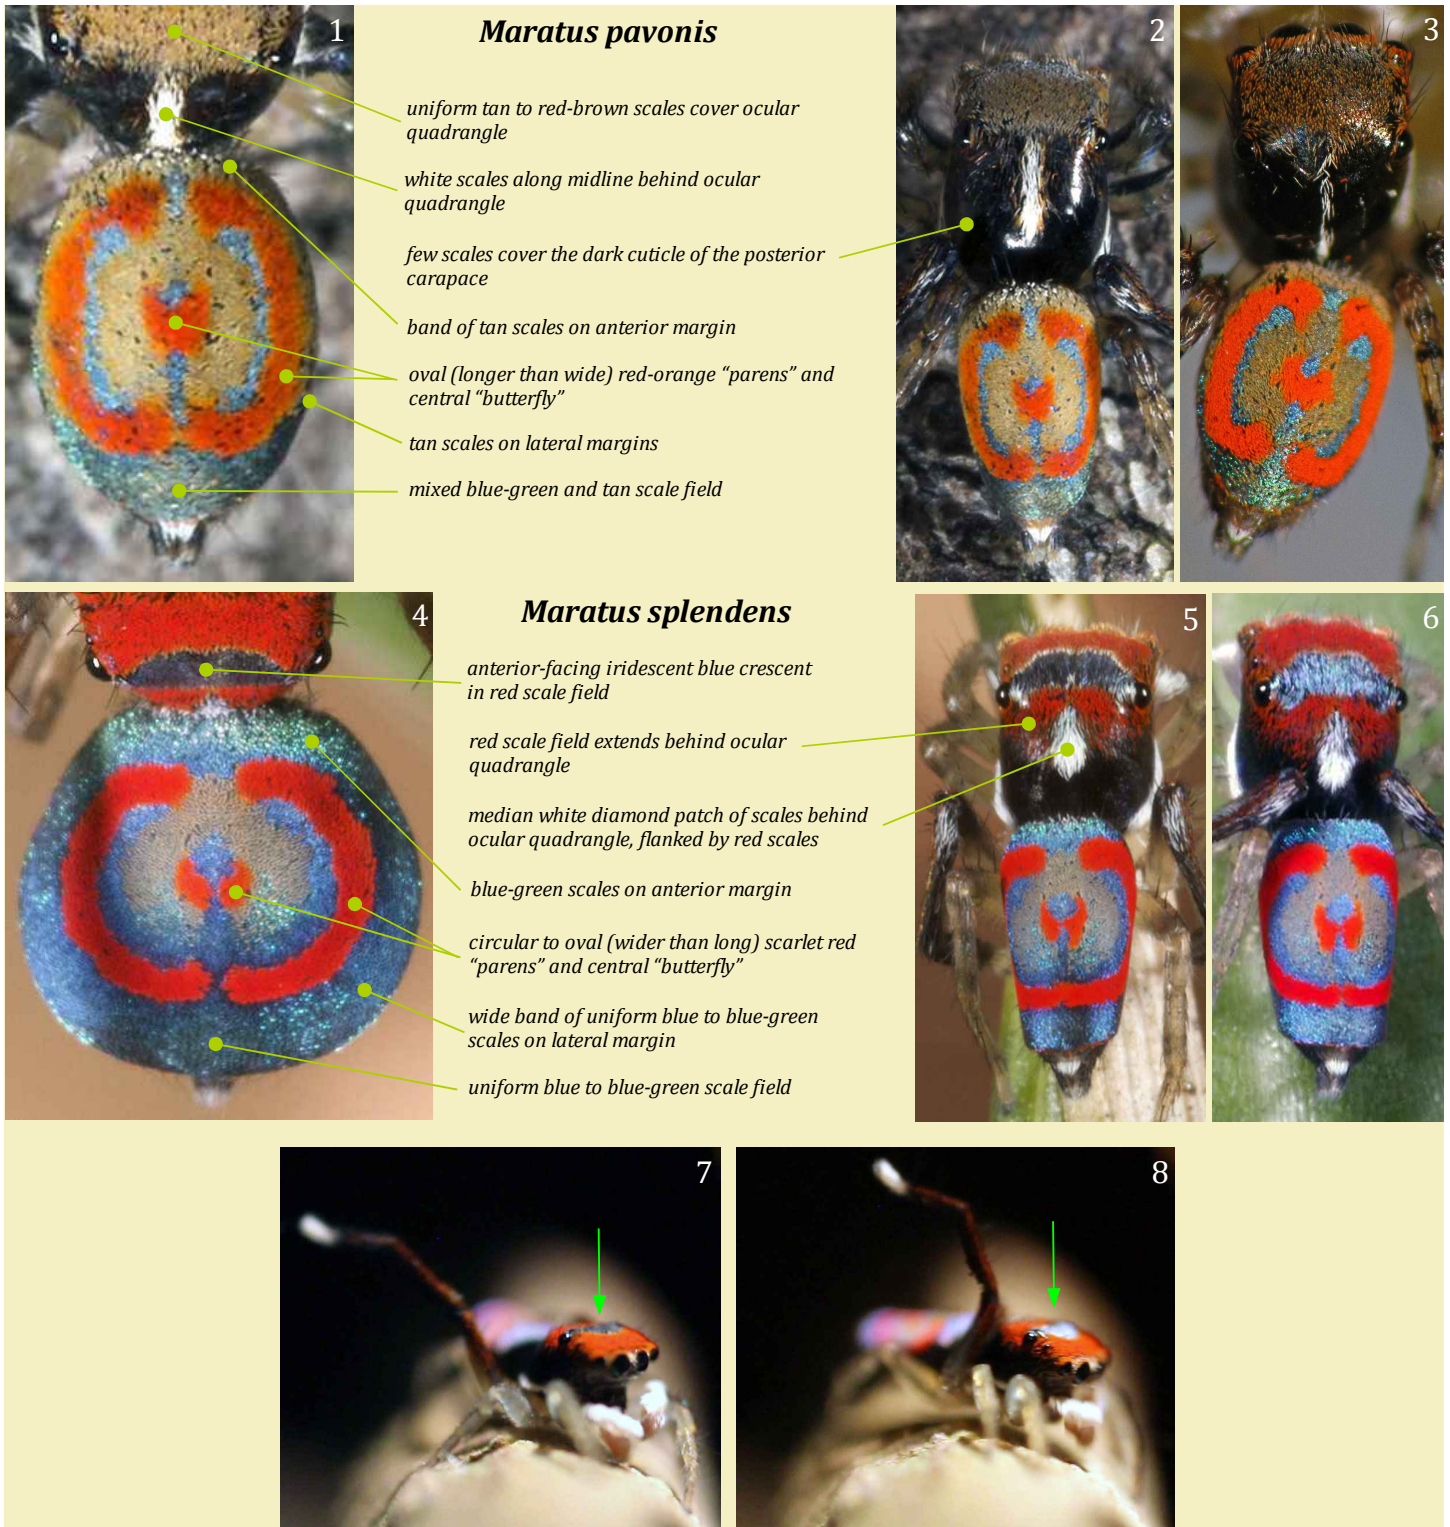 Maratus pavonis
1
2
3
uniform tan to red-brown scales cover ocular
quadrangle
white scales along midline behind ocular
quadrangle
few scales cover the dark cuticle of the posterior
carapace
band of tan scales on anterior margin
oval (longer than wide) red-orange “parens” and
central “butterfly”
tan scales on lateral margins
mixed blue-green and tan scale field
Maratus splendens
4
5
6
anterior-facing iridescent blue crescent
in red scale field
red scale field extends behind ocular
quadrangle
median white diamond patch of scales behind
ocular quadrangle, flanked by red scales
blue-green scales on anterior margin
circular to oval (wider than long) scarlet red
“parens” and central “butterfly”
wide band of uniform blue to blue-green
scales on lateral margin
uniform blue to blue-green scale field
7
8